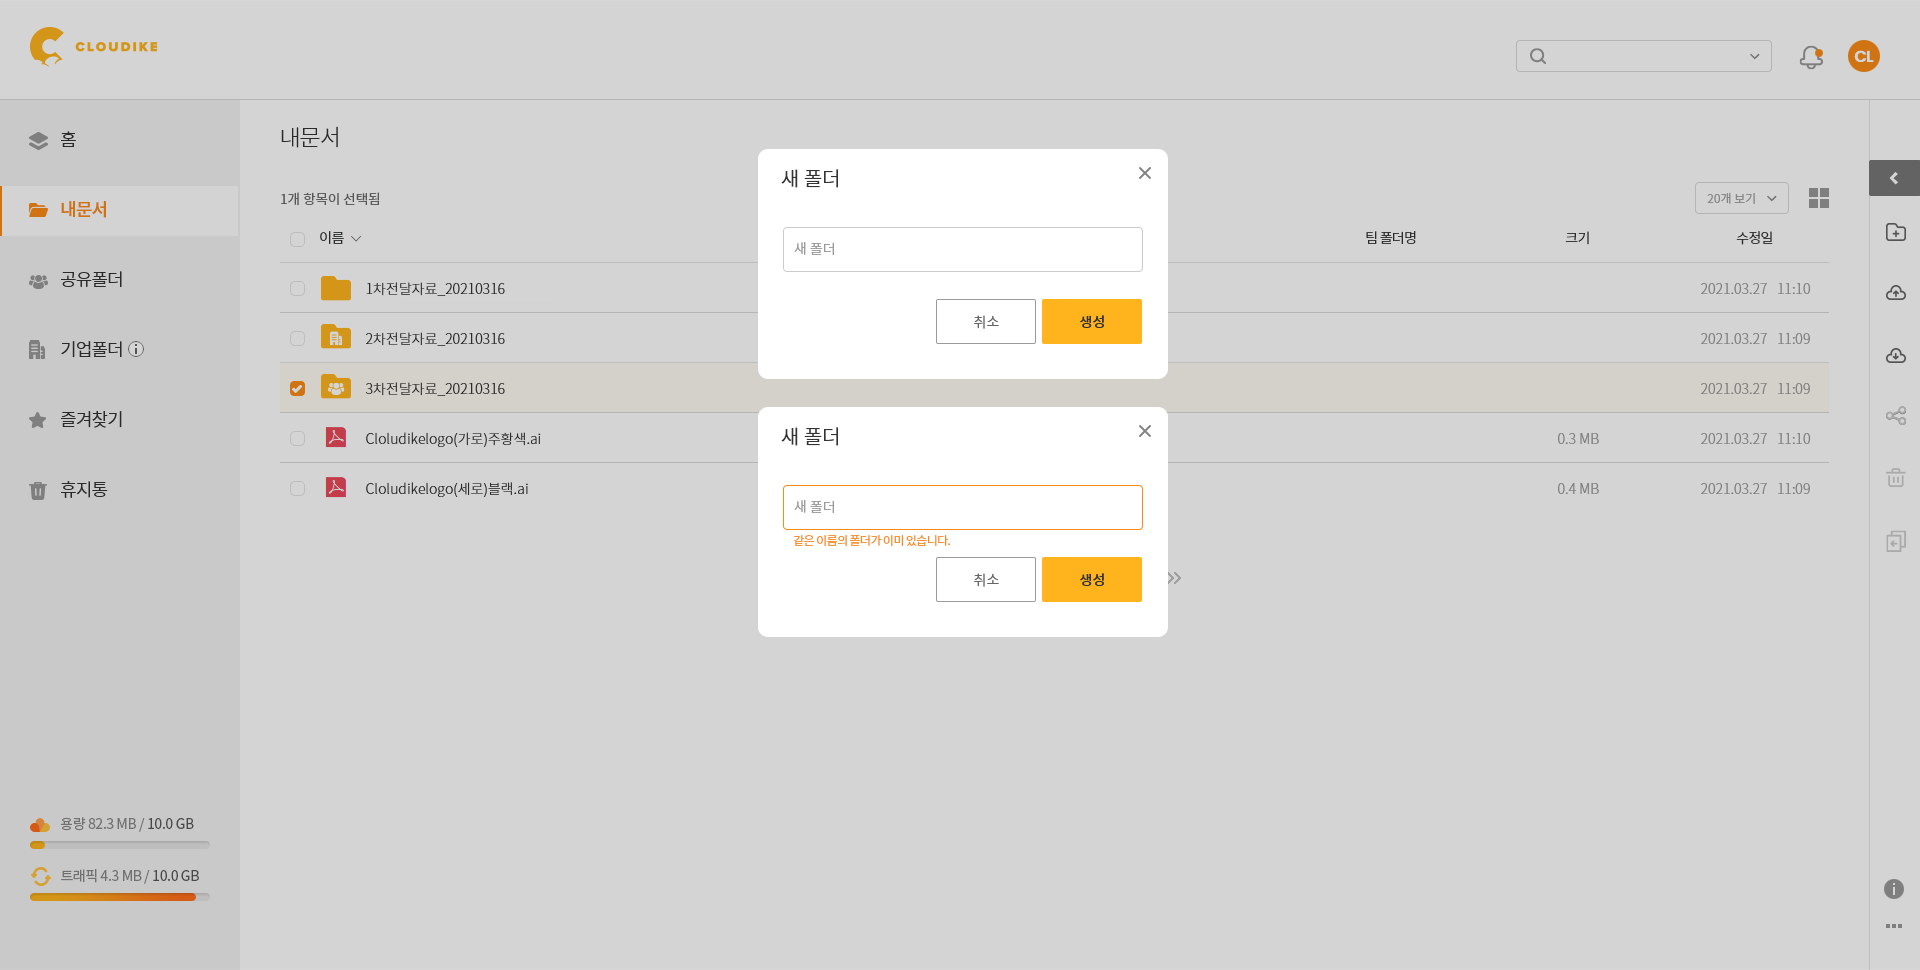 CLOUDIKE
CL
홈
내문서
공유폴더
기업폴더
즐겨찾기
휴지통
용량 82.3 MB / 10.0 GB
트래픽 4.3 MB / 10.0 GB
내문서
1개 항목이 선택됨
20개 보기
이름 팀 폴더명 크기 수정일
1차전달자료_20210316 2021.03.27 11:10
2차전달자료_20210316 2021.03.27 11:09
3차전달자료_20210316 2021.03.27 11:09
Cloludikelogo(가로)주황색.ai 0.3 MB 2021.03.27 11:10
Cloludikelogo(세로)블랙.ai 0.4 MB 2021.03.27 11:09
새 폴더
새 폴더
취소 생성
새 폴더
새 폴더
같은 이름의 폴더가 이미 있습니다.
취소 생성